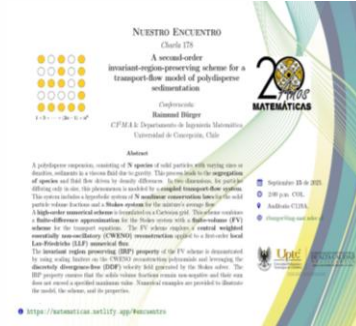 NUESTRO ENCUENTRO
Charla 178
A second-order
invariant-region-preserving scheme for a
transport-flow model of polydisperse
sedimentation
Conferencista:
Raimund Bürger
CI²MA & Departamento de Ingeniería Matemática
Universidad de Concepción, Chile
20 años
MATEMÁTICAS
Abstract
A polydisperse suspension, consisting of N species of solid particles with varying sizes or
densities, sediments in a viscous fluid due to gravity. This process leads to the segregation
of species and fluid flow driven by density differences. In two dimensions, for particles
differing only in size, this phenomenon is modeled by a coupled transport-flow system.
This system includes a hyperbolic system of N nonlinear conservation laws for the solid
particle volume fractions and a Stokes system for the mixture's average flow.
A high-order numerical scheme is formulated on a Cartesian grid. This scheme combines
a finite-difference approximation for the Stokes system with a finite-volume (FV)
scheme for the transport equations. The FV scheme employs a central weighted
essentially non-oscillatory (CWENO) reconstruction applied to a first-order local
Lax-Friedrichs (LLF) numerical flux.
The invariant region preserving (IRP) property of the FV scheme is demonstrated
by using scaling limiters on the CWENO reconstruction polynomials and leveraging the
discretely divergence-free (DDF) velocity field generated by the Stokes solver. The
IRP property ensures that the solids volume fractions remain non-negative and their sum
does not exceed a specified maximum value. Numerical examples are provided to illustrate
the model, the scheme, and its properties.
Septiembre 15 de 2025
2:00 p.m. COL.
Uptc
https://matematicas.netlify.app/#encuentro